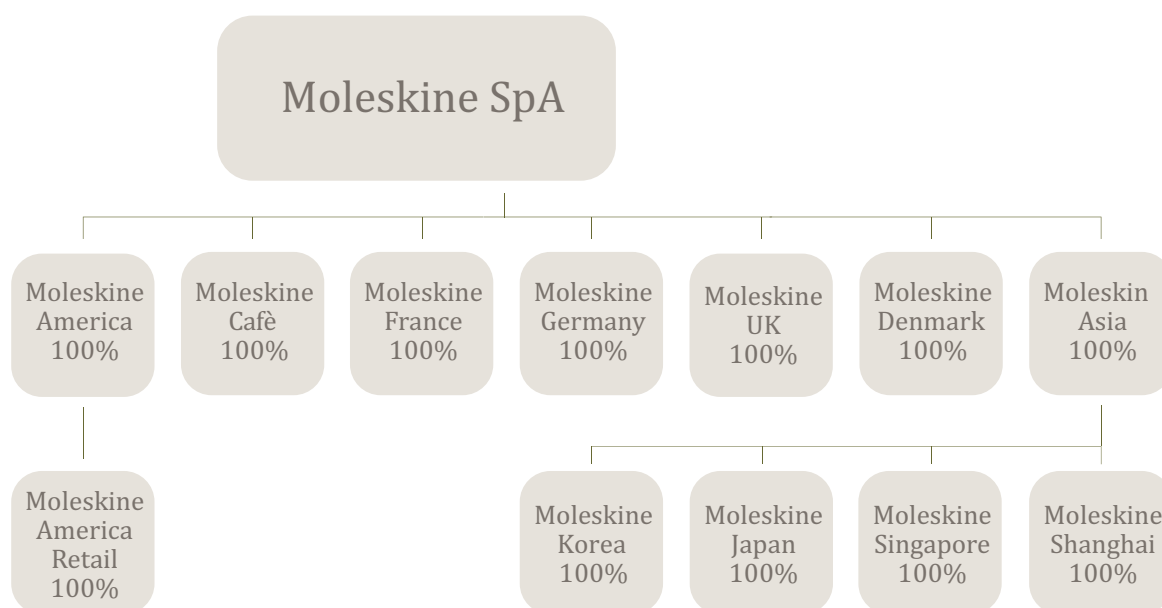 Moleskine SpA
Moleskine
America
100%
Moleskine
Cafè
100%
Moleskine
France
100%
Moleskine
Germany
100%
Moleskine
UK
100%
Moleskine
Denmark
100%
Moleskin
Asia
100%
Moleskine
America
Retail
100%
Moleskine
Korea
100%
Moleskine
Japan
100%
Moleskine
Singapore
100%
Moleskine
Shanghai
100%